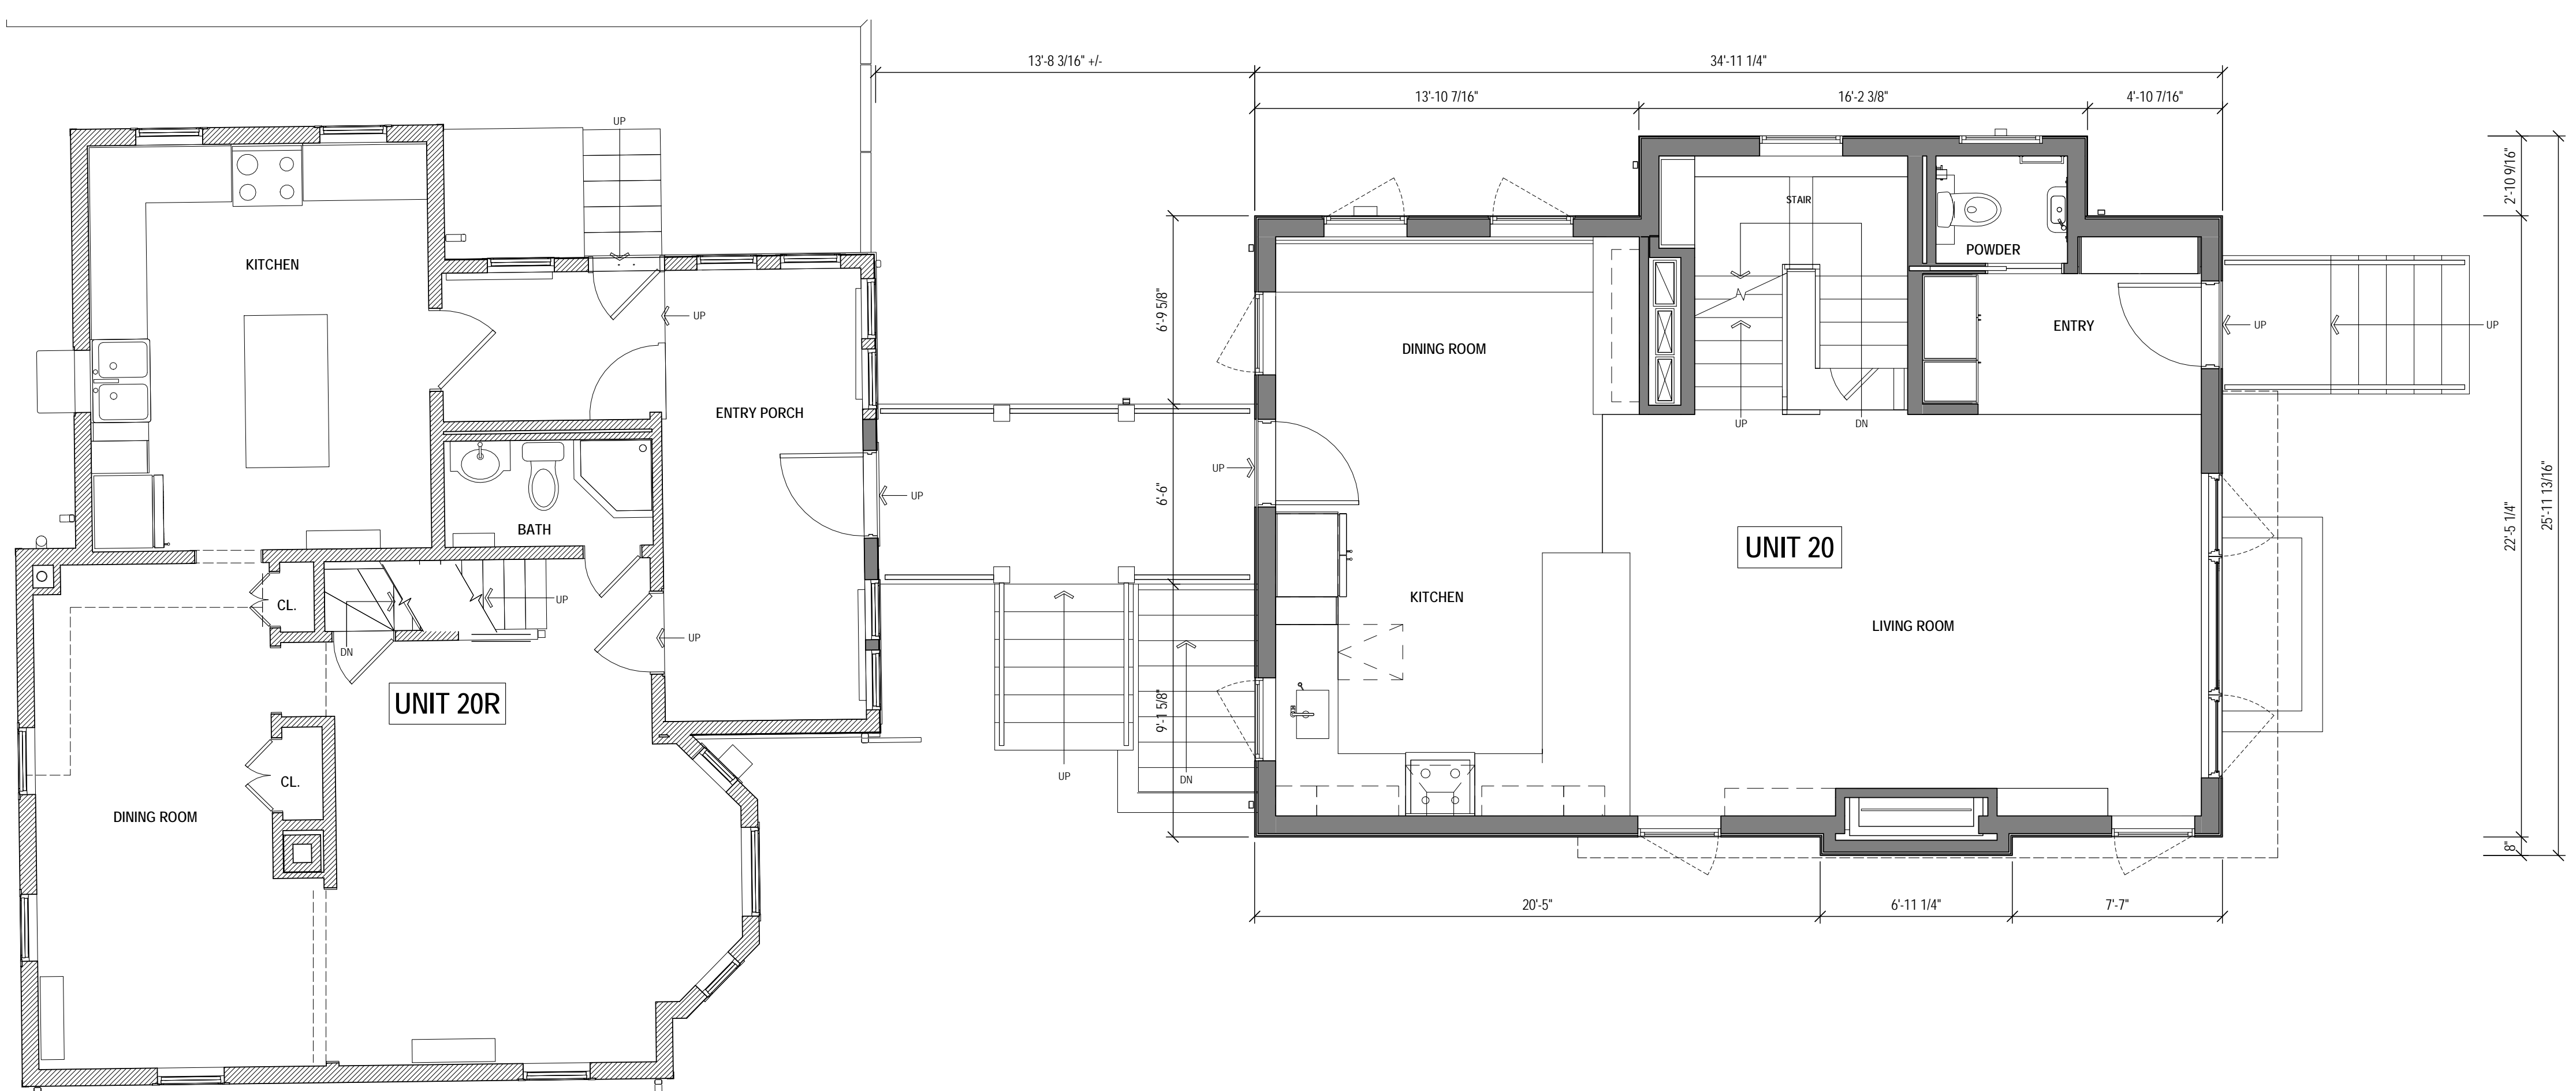 13'-8 3/16" +/-
34'-11 1/4"
13'-10 7/16"
16'-2 3/8"
4'-10 7/16"
UP
2'-10 9/16"
STAIR
POWDER
KITCHEN
UP
6'-9 5/8"
ENTRY
UP
UP
DINING ROOM
ENTRY PORCH
UP
DN
UP
UP
6'-6"
25'-11 13/16"
22'-5 1/4"
BATH
UNIT 20
CL.
UP
KITCHEN
LIVING ROOM
UP
DN
UNIT 20R
9'-1 5/8"
UP
DN
CL.
DINING ROOM
8"
20'-5"
6'-11 1/4"
7'-7"